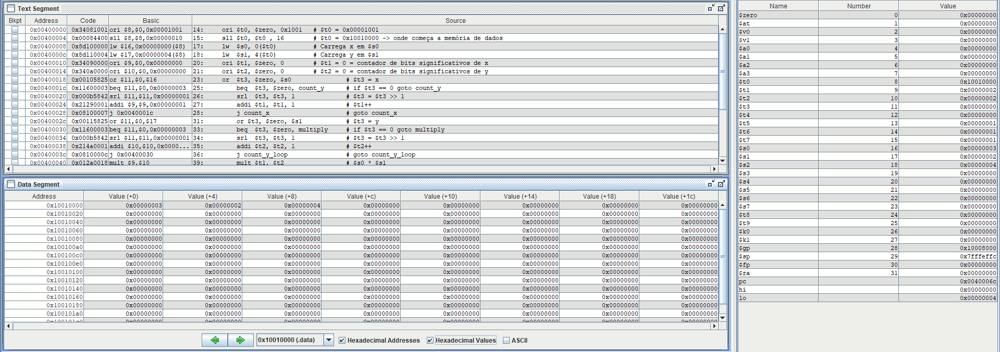 Text Segment
Bkpt Address Code Basic Source
0x00400000 0x34081001 ori $8,$0,0x00001001 14: ori $t0, $zero, 0x1001 # $t0 = 0x00001001
0x00400004 0x00084400 sll $8,$8,0x00000010 15: sll $t0, $t0 , 16 # $t0 = 0x10010000 -> onde começa a memória de dados
0x00400008 0x8d100000 lw $16,0x00000000($8) 17: lw $s0, 0($t0) # Carrega x em $s0
0x0040000c 0x8d110004 lw $17,0x00000004($8) 18: lw $s1, 4($t0) # Carrega y em $s1
0x00400010 0x34090000 ori $9,$0,0x00000000 20: ori $t1, $zero, 0 # $t1 = 0 = contador de bits significativos de x
0x00400014 0x340a0000 ori $10,$0,0x00000000 21: ori $t2, $zero, 0 # $t2 = 0 = contador de bits significativos de y
0x00400018 0x00105825 or $11,$0,$16 23: or $t3, $zero, $s0 # $t3 = x
0x0040001c 0x11600003 beq $11,$0,0x00000003 25: beq $t3, $zero, count_y # if $t3 == 0 goto count_y
0x00400020 0x000b5842 srl $11,$11,0x00000001 26: srl $t3, $t3, 1 # $t3 = $t3 >> 1
0x00400024 0x21290001 addi $9,$9,0x00000001 27: addi $t1, $t1, 1 # $t1++
0x00400028 0x08100007 j 0x0040001c 28: j count_x # goto count_x
0x0040002c 0x00115825 or $11,$0,$17 31: or $t3, $zero, $s1 # $t3 = y
0x00400030 0x11600003 beq $11,$0,0x00000003 33: beq $t3, $zero, multiply # if $t3 == 0 goto multiply
0x00400034 0x000b5842 srl $11,$11,0x00000001 34: srl $t3, $t3, 1 # $t3 = $t3 >> 1
0x00400038 0x214a0001 addi $10,$10,0x0000... 35: addi $t2, $t2, 1 # $t2++
0x0040003c 0x0810000c j 0x00400030 36: j count_y_loop # goto count_y_loop
0x00400040 0x012a0018 mult $9,$10 39: mult $t1, $t2 # $s0 * $s1
Data Segment
Address Value (+0) Value (+4) Value (+8) Value (+c) Value (+10) Value (+14) Value (+18) Value (+1c)
0x10010000 0x00000003 0x00000002 0x00000004 0x00000000 0x00000000 0x00000000 0x00000000 0x00000000
0x10010020 0x00000000 0x00000000 0x00000000 0x00000000 0x00000000 0x00000000 0x00000000 0x00000000
0x10010040 0x00000000 0x00000000 0x00000000 0x00000000 0x00000000 0x00000000 0x00000000 0x00000000
0x10010060 0x00000000 0x00000000 0x00000000 0x00000000 0x00000000 0x00000000 0x00000000 0x00000000
0x10010080 0x00000000 0x00000000 0x00000000 0x00000000 0x00000000 0x00000000 0x00000000 0x00000000
0x100100a0 0x00000000 0x00000000 0x00000000 0x00000000 0x00000000 0x00000000 0x00000000 0x00000000
0x100100c0 0x00000000 0x00000000 0x00000000 0x00000000 0x00000000 0x00000000 0x00000000 0x00000000
0x100100e0 0x00000000 0x00000000 0x00000000 0x00000000 0x00000000 0x00000000 0x00000000 0x00000000
0x10010100 0x00000000 0x00000000 0x00000000 0x00000000 0x00000000 0x00000000 0x00000000 0x00000000
0x10010120 0x00000000 0x00000000 0x00000000 0x00000000 0x00000000 0x00000000 0x00000000 0x00000000
0x10010140 0x00000000 0x00000000 0x00000000 0x00000000 0x00000000 0x00000000 0x00000000 0x00000000
0x10010160 0x00000000 0x00000000 0x00000000 0x00000000 0x00000000 0x00000000 0x00000000 0x00000000
0x10010180 0x00000000 0x00000000 0x00000000 0x00000000 0x00000000 0x00000000 0x00000000 0x00000000
0x100101a0 0x00000000 0x00000000 0x00000000 0x00000000 0x00000000 0x00000000 0x00000000 0x00000000
0x10010000 (.data) Hexadecimal Addresses Hexadecimal Values ASCII
Name Number Value
$zero 0 0x00000000
$at 1 0x00000000
$v0 2 0x00000000
$v1 3 0x00000000
$a0 4 0x00000000
$a1 5 0x00000000
$a2 6 0x00000000
$a3 7 0x00000000
$t0 8 0x10010000
$t1 9 0x00000002
$t2 10 0x00000002
$t3 11 0x00000000
$t4 12 0x00000000
$t5 13 0x00000001
$t6 14 0x00000001
$t7 15 0x00000001
$s0 16 0x00000003
$s1 17 0x00000002
$s2 18 0x00000004
$s3 19 0x00000000
$s4 20 0x00000000
$s5 21 0x00000000
$s6 22 0x00000000
$s7 23 0x00000000
$t8 24 0x00000000
$t9 25 0x00000000
$k0 26 0x00000000
$k1 27 0x00000000
$gp 28 0x10008000
$sp 29 0x7fffeffc
$fp 30 0x00000000
$ra 31 0x00000000
pc 0x0040006c
hi 0x00000000
lo 0x00000004